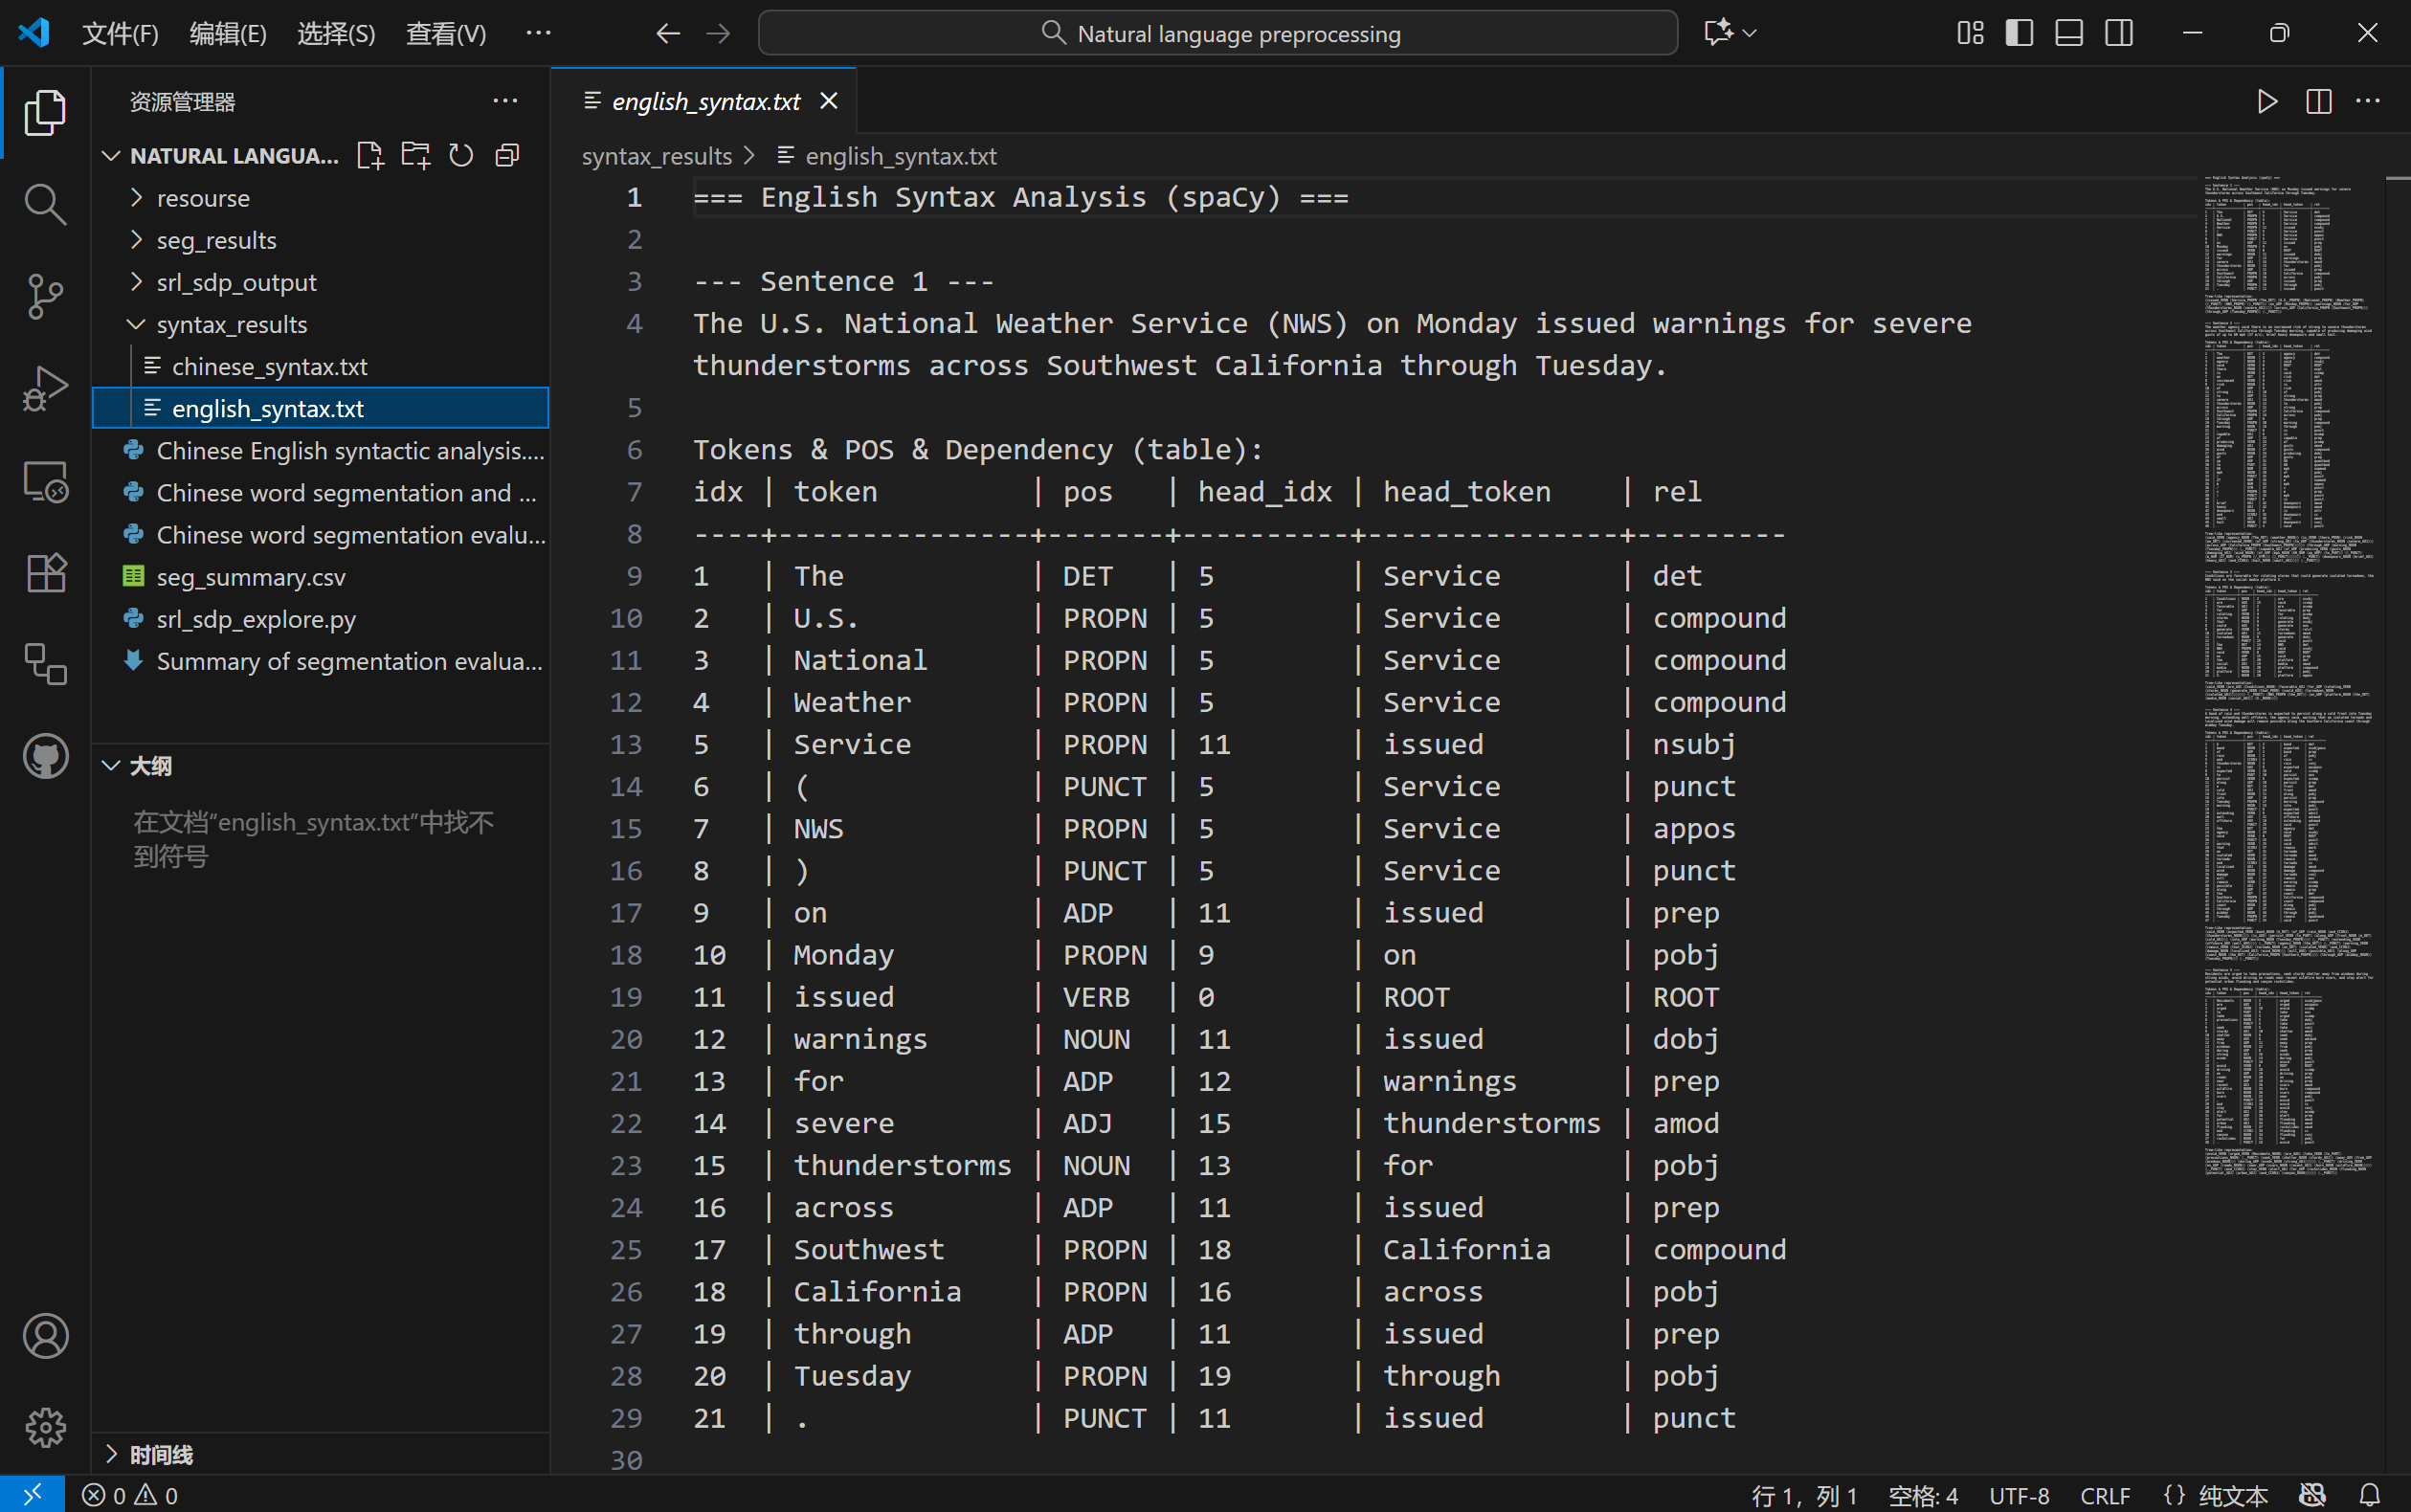 文件(F) 编辑(E) 选择(S) 查看(V) ··· Natural language preprocessing
资源管理器 ···
NATURAL LANGUA...
resourse
seg_results
srl_sdp_output
syntax_results
chinese_syntax.txt
english_syntax.txt
Chinese English syntactic analysis....
Chinese word segmentation and ...
Chinese word segmentation evalu...
seg_summary.csv
srl_sdp_explore.py
Summary of segmentation evalua...
大纲
在文档“english_syntax.txt”中找不
到符号
时间线
english_syntax.txt
syntax_results > english_syntax.txt
1 === English Syntax Analysis (spaCy) ===
2
3 --- Sentence 1 ---
4 The U.S. National Weather Service (NWS) on Monday issued warnings for severe
thunderstorms across Southwest California through Tuesday.
5
6 Tokens & POS & Dependency (table):
7 idx | token | pos | head_idx | head_token | rel
8 ----+---------------+-------+----------+---------------+---------
9 1 | The | DET | 5 | Service | det
10 2 | U.S. | PROPN | 5 | Service | compound
11 3 | National | PROPN | 5 | Service | compound
12 4 | Weather | PROPN | 5 | Service | compound
13 5 | Service | PROPN | 11 | issued | nsubj
14 6 | ( | PUNCT | 5 | Service | punct
15 7 | NWS | PROPN | 5 | Service | appos
16 8 | ) | PUNCT | 5 | Service | punct
17 9 | on | ADP | 11 | issued | prep
18 10 | Monday | PROPN | 9 | on | pobj
19 11 | issued | VERB | 0 | ROOT | ROOT
20 12 | warnings | NOUN | 11 | issued | dobj
21 13 | for | ADP | 12 | warnings | prep
22 14 | severe | ADJ | 15 | thunderstorms | amod
23 15 | thunderstorms | NOUN | 13 | for | pobj
24 16 | across | ADP | 11 | issued | prep
25 17 | Southwest | PROPN | 18 | California | compound
26 18 | California | PROPN | 16 | across | pobj
27 19 | through | ADP | 11 | issued | prep
28 20 | Tuesday | PROPN | 19 | through | pobj
29 21 | . | PUNCT | 11 | issued | punct
30
0 0 行 1，列 1 空格: 4 UTF-8 CRLF {} 纯文本